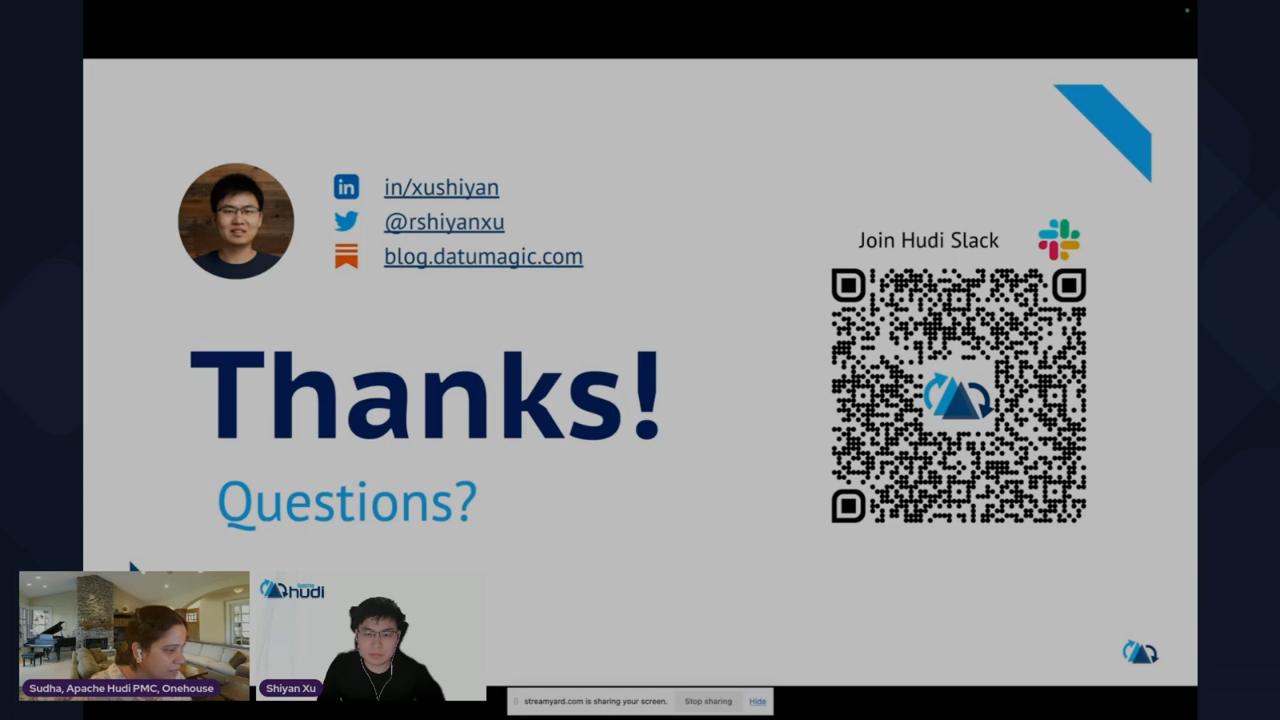 in/xushiyan
@rshiyanxu
blog.datumagic.com
Join Hudi Slack
Thanks!
Questions?
hudi
Sudha, Apache Hudi PMC, Onehouse
Shiyan Xu
streamyard.com is sharing your screen.
Stop sharing
Hide